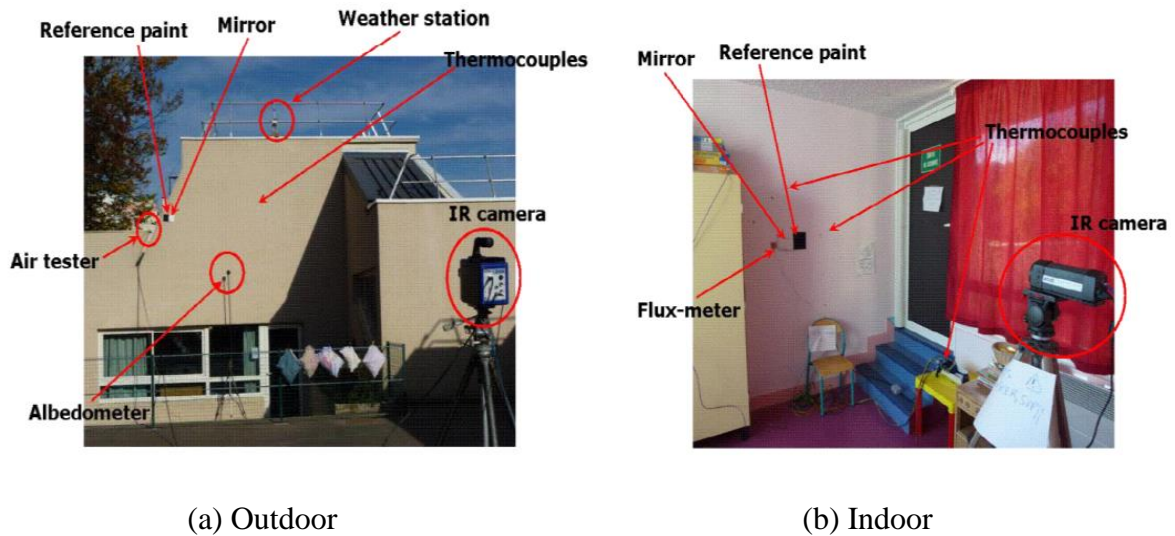 Reference paint
Mirror
Weather station
Thermocouples
IR camera
Air tester
Albedometer
Mirror
Reference paint
Thermocouples
IR camera
Flux-meter
(a) Outdoor
(b) Indoor